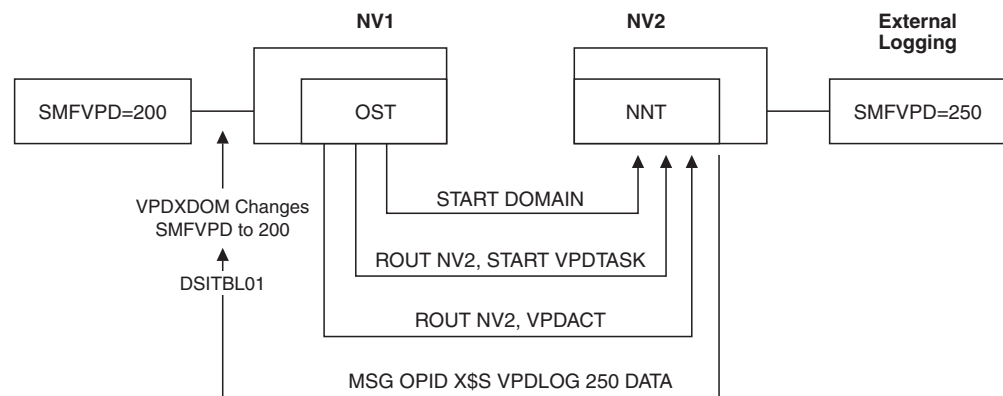 NV1
NV2
External
Logging
SMFVPD=200
OST
NNT
SMFVPD=250
START DOMAIN
VPDXDOM Changes
SMFVPD to 200
ROUT NV2, START VPDTASK
DSITBL01
ROUT NV2, VPDACT
MSG OPID X$S VPDLOG 250 DATA